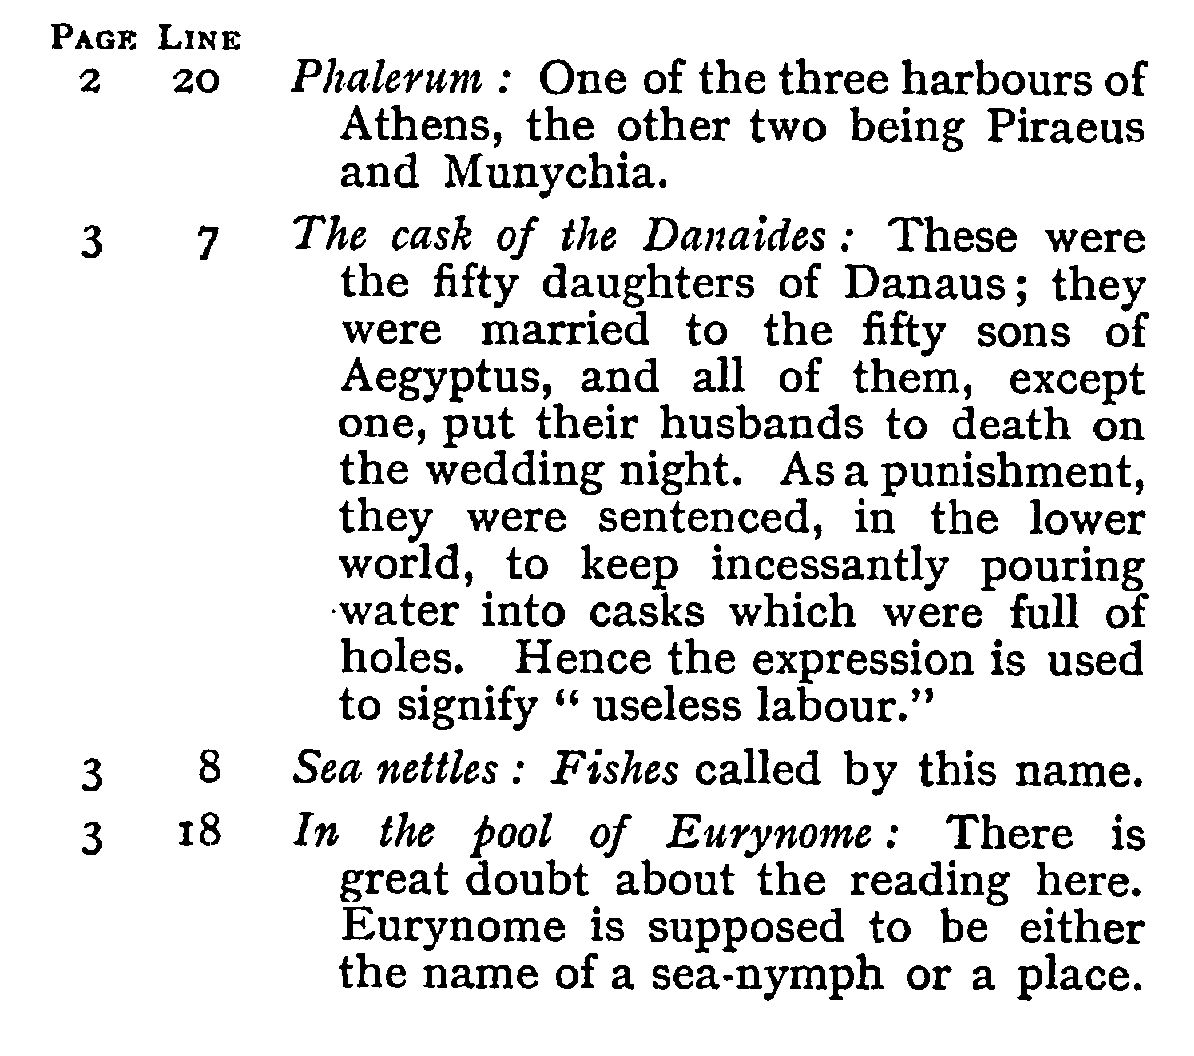 PAGE LINE
2 20 Phalerum : One of the three harbours of
Athens, the other two being Piraeus
and Munychia.
3 7 The cask of the Danaides : These were
the fifty daughters of Danaus; they
were married to the fifty sons of
Aegyptus, and all of them, except
one, put their husbands to death on
the wedding night. As a punishment,
they were sentenced, in the lower
world, to keep incessantly pouring
water into casks which were full of
holes. Hence the expression is used
to signify “ useless labour.”
3 8 Sea nettles : Fishes called by this name.
3 18 In the pool of Eurynome : There is
great doubt about the reading here.
Eurynome is supposed to be either
the name of a sea-nymph or a place.